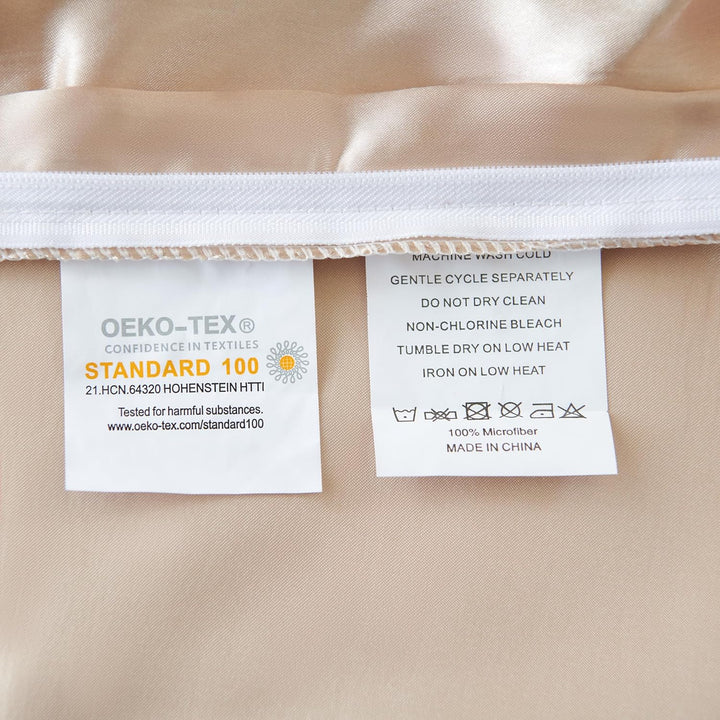 OEKO-TEX®
CONFIDENCE IN TEXTILES
STANDARD 100
21.HCN.64320 HOHENSTEIN HTTI
Tested for harmful substances.
www.oeko-tex.com/standard100
MACHINE WASH COLD
GENTLE CYCLE SEPARATELY
DO NOT DRY CLEAN
NON-CHLORINE BLEACH
TUMBLE DRY ON LOW HEAT
IRON ON LOW HEAT
100% Microfiber
MADE IN CHINA